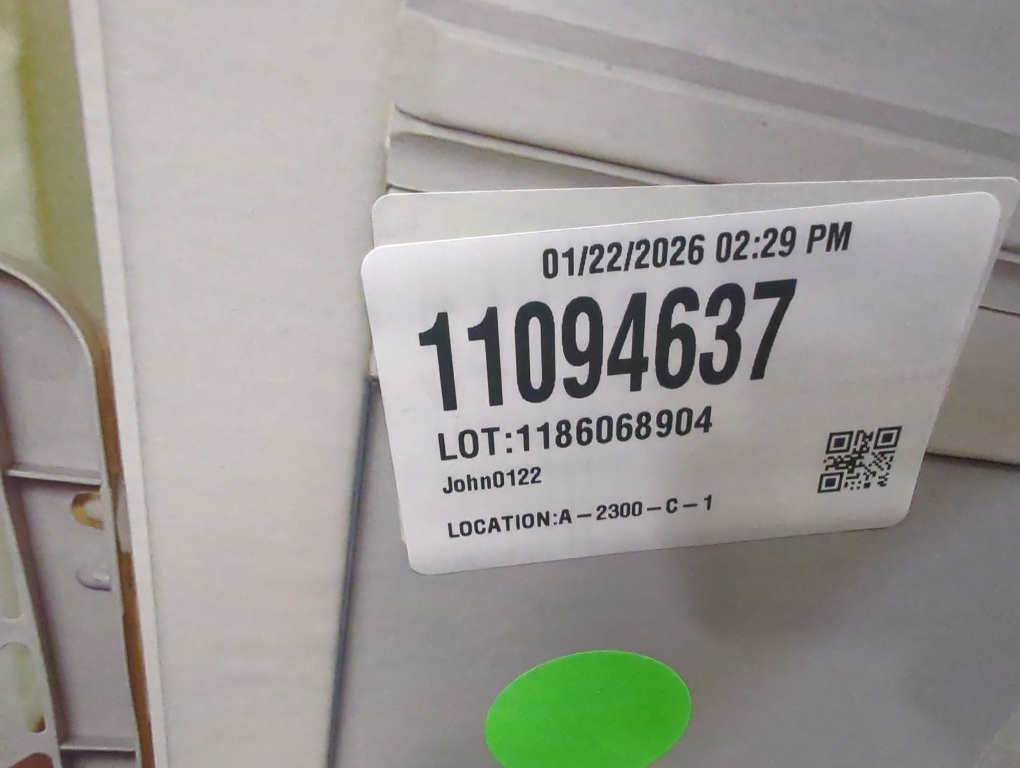 01/22/2026 02:29 PM
11094637
LOT:1186068904
John0122
LOCATION:A-2300-C-1